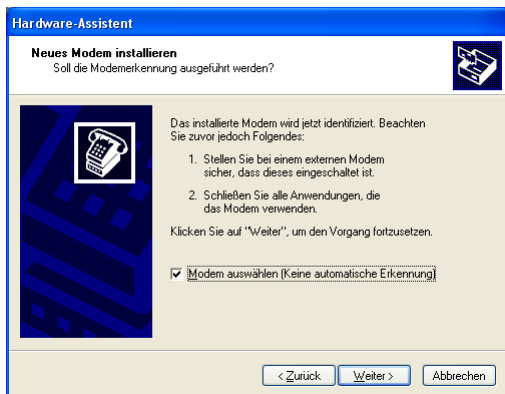 Hardware-Assistent
Neues Modem installieren
Soll die Modemerkennung ausgeführt werden?
Das installierte Modem wird jetzt identifiziert. Beachten
Sie zuvor jedoch Folgendes:
1. Stellen Sie bei einem externen Modem
sicher, dass dieses eingeschaltet ist.
2. Schließen Sie alle Anwendungen, die
das Modem verwenden.
Klicken Sie auf "Weiter", um den Vorgang fortzusetzen.
Modem auswählen (Keine automatische Erkennung)
< Zurück Weiter > Abbrechen